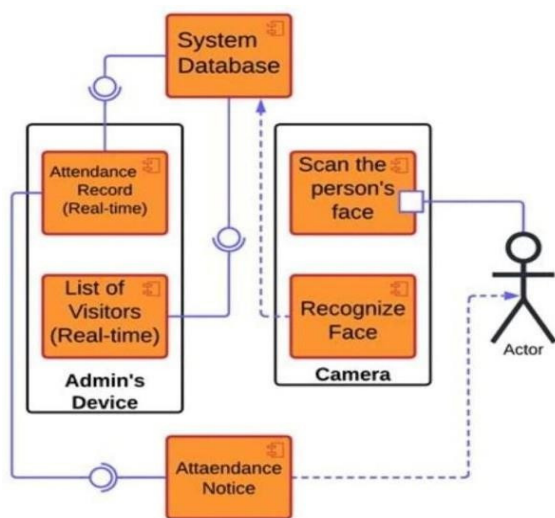 System
Database
Attendance
Record
(Real-time)
Scan the
person's
face
List of
Visitors
(Real-time)
Recognize
Face
Actor
Admin's
Device
Camera
Attaendance
Notice